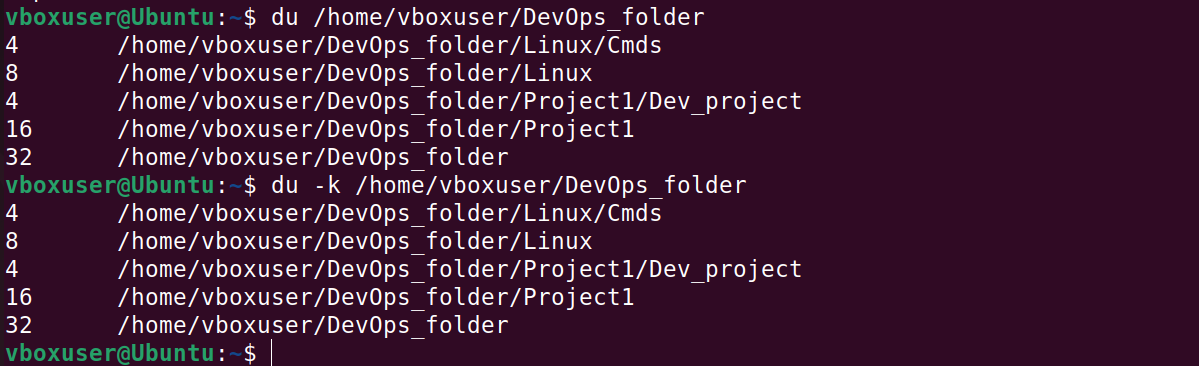 vboxuser@Ubuntu:~$ du /home/vboxuser/DevOps_folder
4	/home/vboxuser/DevOps_folder/Linux/Cmds
8	/home/vboxuser/DevOps_folder/Linux
4	/home/vboxuser/DevOps_folder/Project1/Dev_project
16	/home/vboxuser/DevOps_folder/Project1
32	/home/vboxuser/DevOps_folder
vboxuser@Ubuntu:~$ du -k /home/vboxuser/DevOps_folder
4	/home/vboxuser/DevOps_folder/Linux/Cmds
8	/home/vboxuser/DevOps_folder/Linux
4	/home/vboxuser/DevOps_folder/Project1/Dev_project
16	/home/vboxuser/DevOps_folder/Project1
32	/home/vboxuser/DevOps_folder
vboxuser@Ubuntu:~$